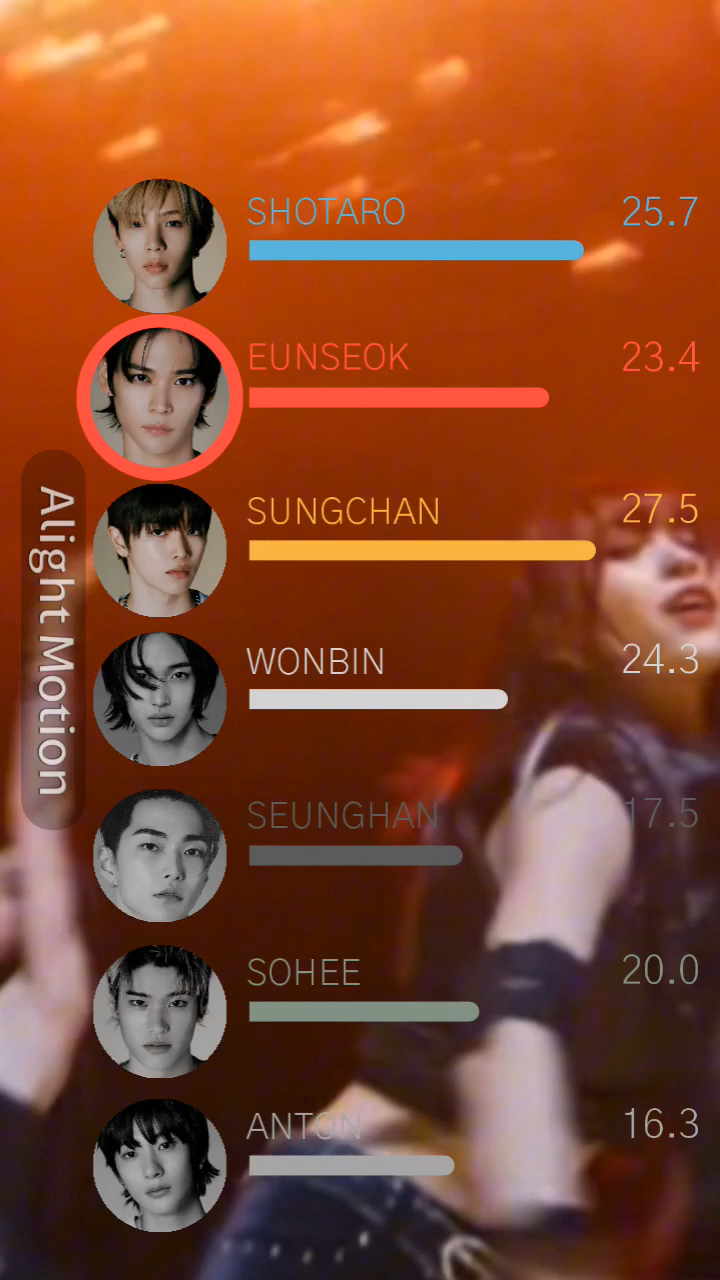 SHOTARO 25.7
EUNSEOK 23.4
SUNGCHAN 27.5
Alight Motion
WONBIN 24.3
SEUNGHAN 17.5
SOHEE 20.0
ANTON 16.3